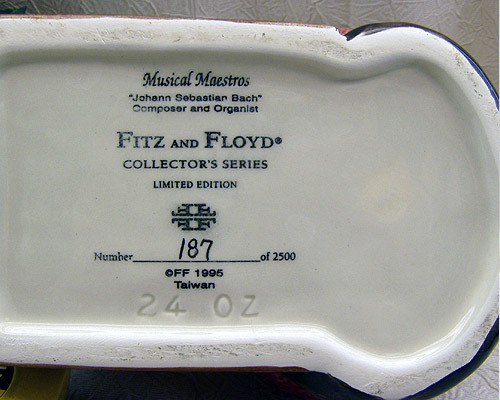 Musical Maestros
"Johann Sebastian Bach"
Composer and Organist
FITZ AND FLOYD®
COLLECTOR'S SERIES
LIMITED EDITION
Number 187 of 2500
©FF 1995
Taiwan
24 OZ